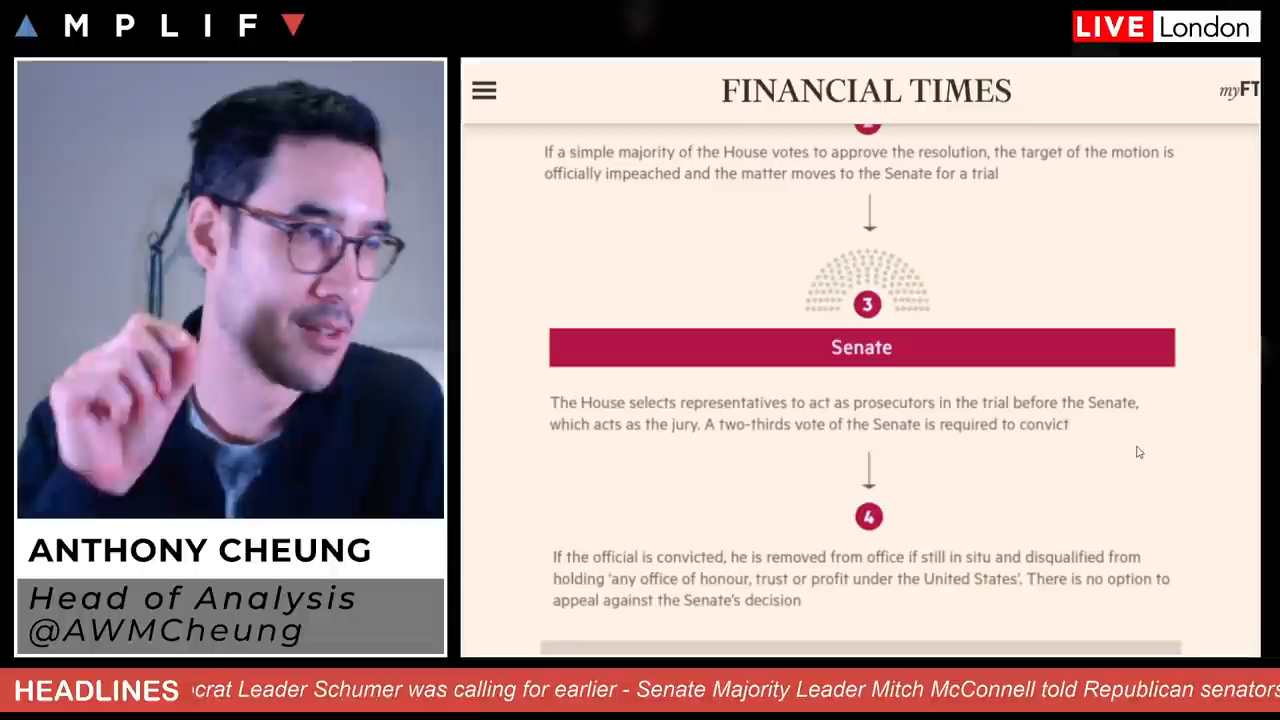 ▲ M P L I F ▼
LIVE London
FINANCIAL TIMES
myFT
If a simple majority of the House votes to approve the resolution, the target of the motion is
officially impeached and the matter moves to the Senate for a trial
3
Senate
The House selects representatives to act as prosecutors in the trial before the Senate,
which acts as the jury. A two-thirds vote of the Senate is required to convict
4
If the official is convicted, he is removed from office if still in situ and disqualified from
holding 'any office of honour, trust or profit under the United States'. There is no option to
appeal against the Senate's decision
ANTHONY CHEUNG
Head of Analysis
@AWMCheung
HEADLINES crat Leader Schumer was calling for earlier - Senate Majority Leader Mitch McConnell told Republican senators